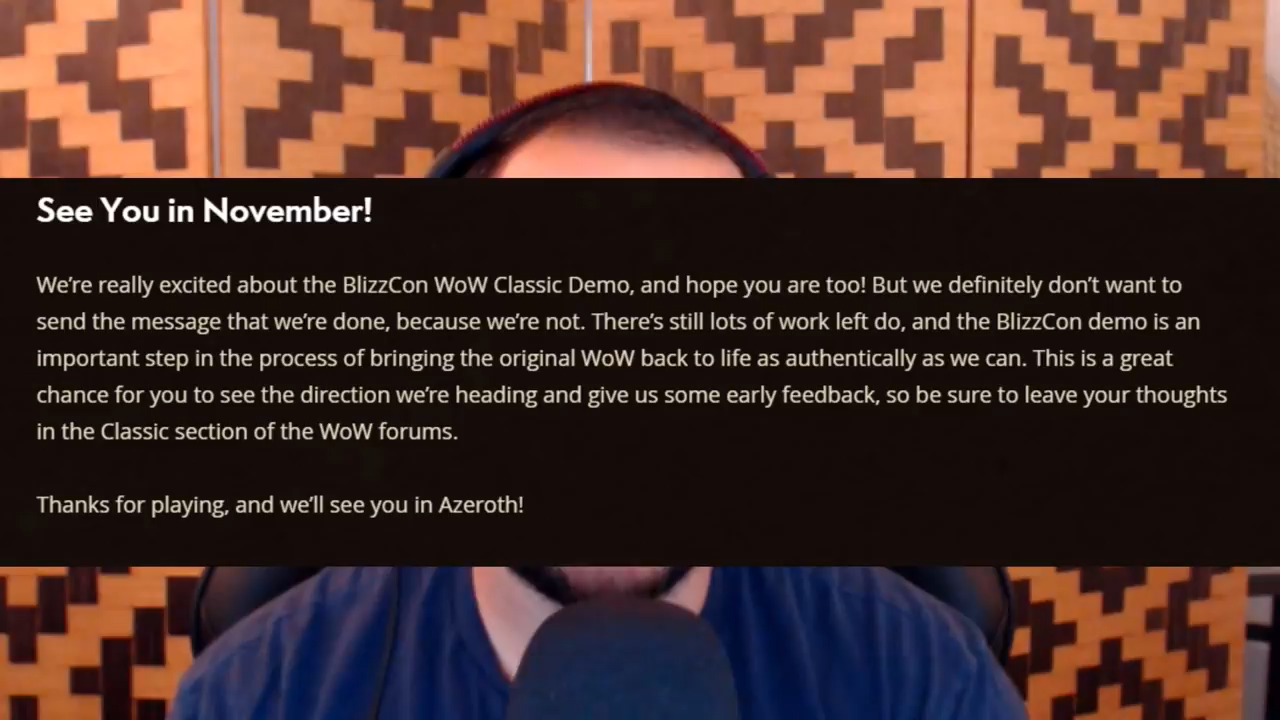 See You in November!
We're really excited about the BlizzCon WoW Classic Demo, and hope you are too! But we definitely don't want to
send the message that we're done, because we're not. There's still lots of work left do, and the BlizzCon demo is an
important step in the process of bringing the original WoW back to life as authentically as we can. This is a great
chance for you to see the direction we're heading and give us some early feedback, so be sure to leave your thoughts
in the Classic section of the WoW forums.
Thanks for playing, and we'll see you in Azeroth!